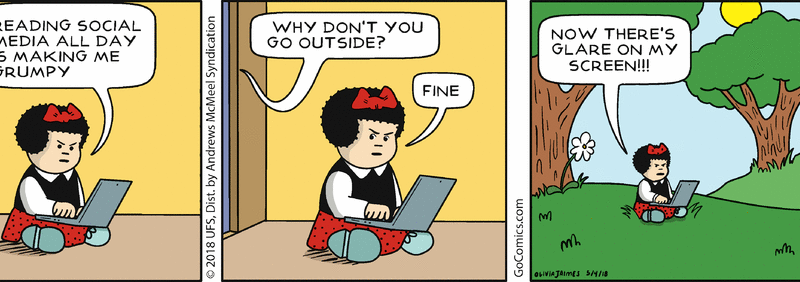 READING SOCIAL
MEDIA ALL DAY
IS MAKING ME
GRUMPY
© 2018 UFS, Dist. by Andrews McMeel Syndication
WHY DON'T YOU
GO OUTSIDE?
FINE
GoComics.com
NOW THERE'S
GLARE ON MY
SCREEN!!!
OLIVIA JAIMES 5/4/18